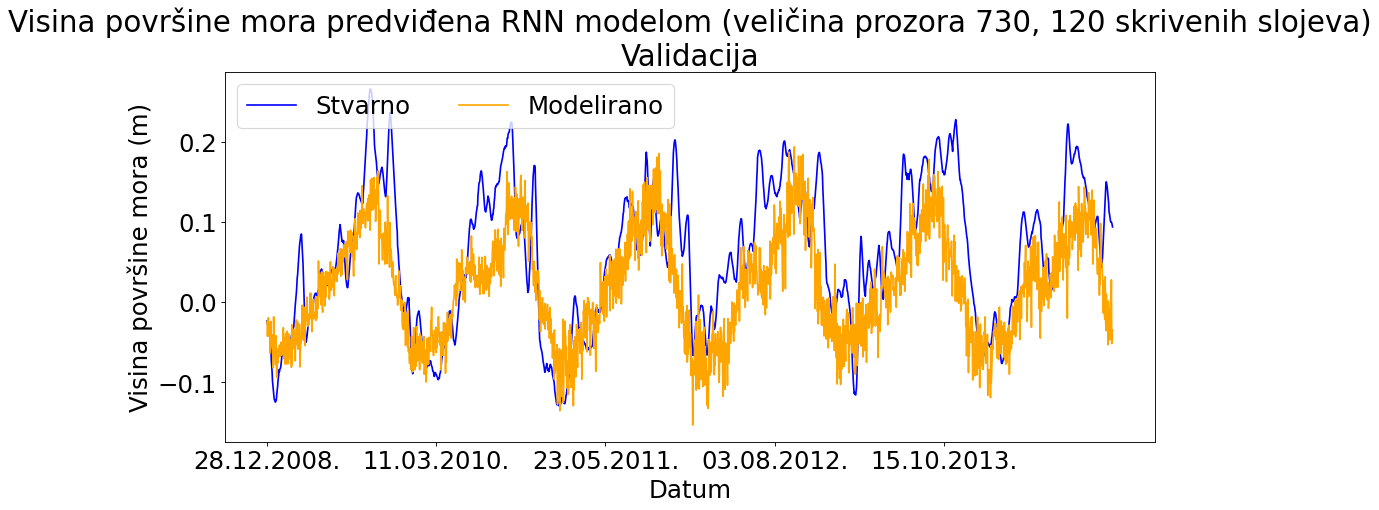 Visina površine mora predviđena RNN modelom (veličina prozora 730, 120 skrivenih slojeva)
Validacija
Stvarno
Modelirano
Visina površine mora (m)
0.2
0.1
0.0
−0.1
28.12.2008.
11.03.2010.
23.05.2011.
03.08.2012.
15.10.2013.
Datum